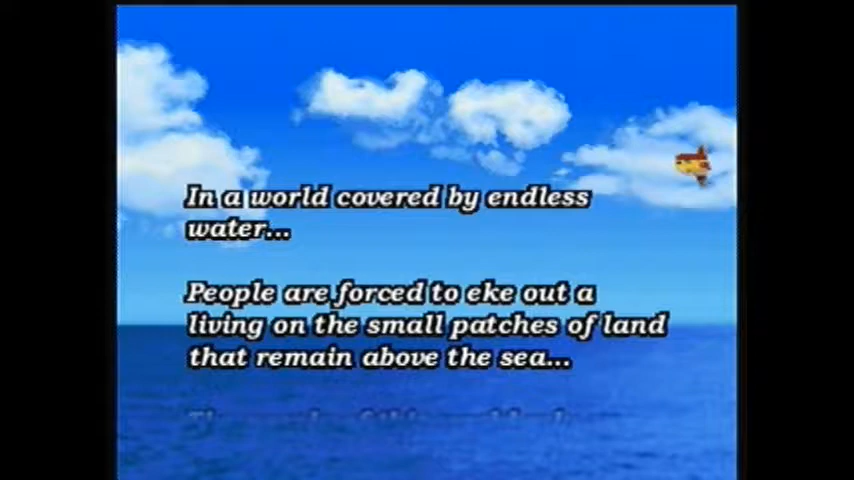 In a world covered by endless
water...
People are forced to eke out a
living on the small patches of land
that remain above the sea...